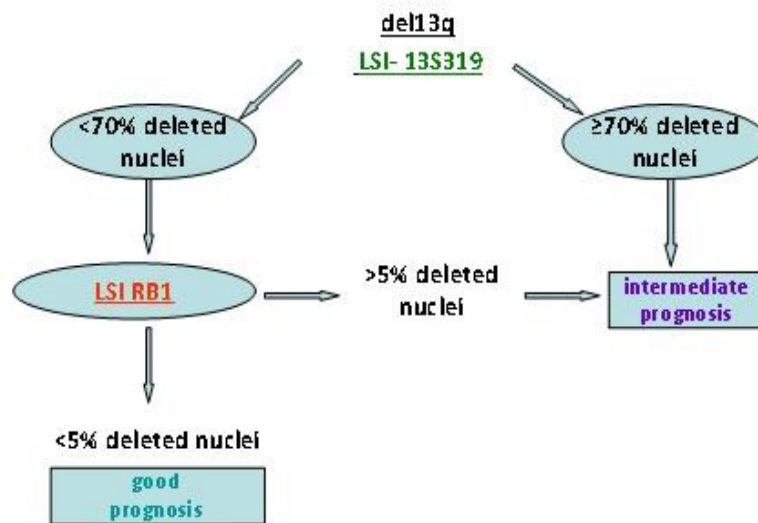 del13q
LSI- 13S319
<70% deleted
nuclei
≥70% deleted
nuclei
LSI RB1
>5% deleted
nuclei
intermediate
prognosis
<5% deleted nuclei
good
prognosis